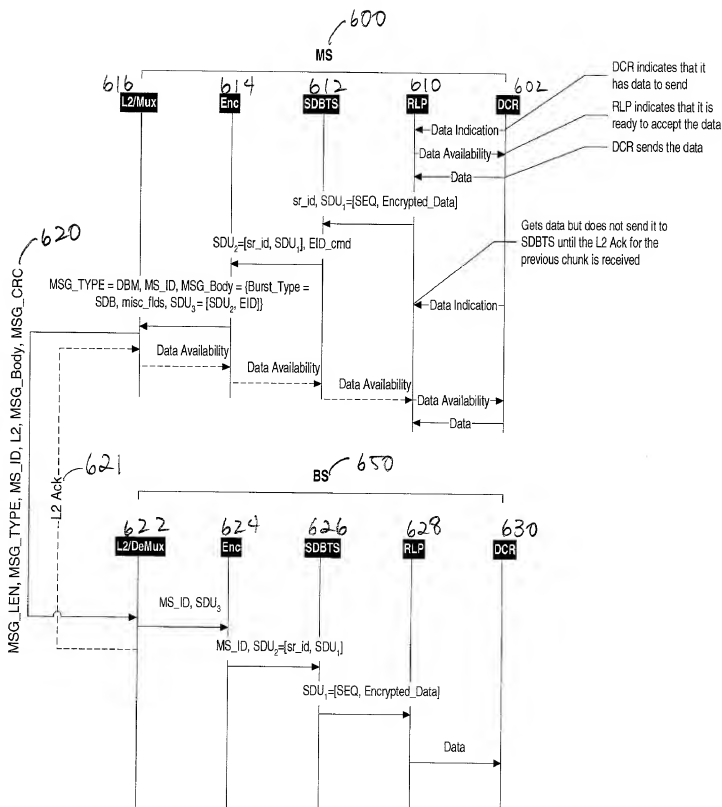 600
MS
616
614
612
610
602
L2/Mux
Enc
SDBTS
RLP
DCR
DCR indicates that it
has data to send
Data Indication
RLP indicates that it is
ready to accept the data
Data Availability
DCR sends the data
Data
sr_id, SDU₁=[SEQ, Encrypted_Data]
620
SDU₂=[sr_id, SDU₁], EID_cmd
Gets data but does not send it to
SDBTS until the L2 Ack for the
previous chunk is received
MSG_TYPE = DBM, MS_ID, MSG_Body = {Burst_Type =
SDB, misc_flds, SDU₃ = [SDU₂, EID]}
Data Indication
Data Availability
Data Availability
Data Availability
Data Availability
Data
MSG_LEN, MSG_TYPE, MS_ID, L2, MSG_Body, MSG_CRC
L2 Ack
621
650
BS
622
624
626
628
630
L2/DeMux
Enc
SDBTS
RLP
DCR
MS_ID, SDU₃
MS_ID, SDU₂=[sr_id, SDU₁]
SDU₁=[SEQ, Encrypted_Data]
Data